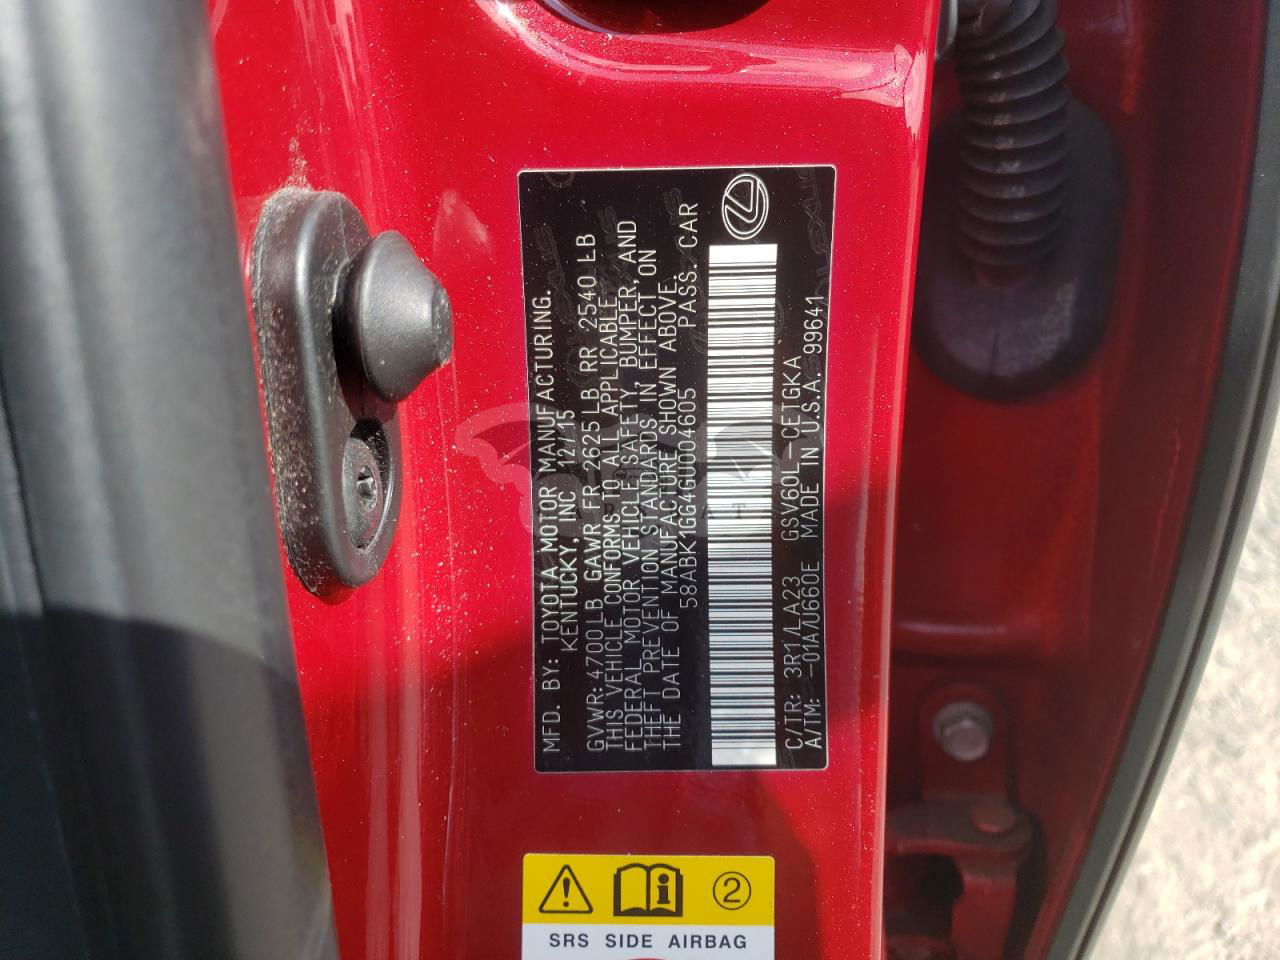 MFD. BY: TOYOTA MOTOR MANUFACTURING.
KENTUCKY, INC 12/15
GVWR: 4700LB GAWR FR 2625LB RR 2540 LB
THIS VEHICLE CONFORMS TO ALL APPLICABLE
FEDERAL MOTOR VEHICLE SAFETY, BUMPER, AND
THEFT PREVENTION STANDARDS IN EFFECT ON
THE DATE OF MANUFACTURE SHOWN ABOVE.
58ABK1GG4GU004605 PASS. CAR
C/TR: 3R1/LA23 GSV60L-CETGKA
A/TM: -01A/U660E MADE IN U.S.A. 99641
2
SRS SIDE AIRBAG